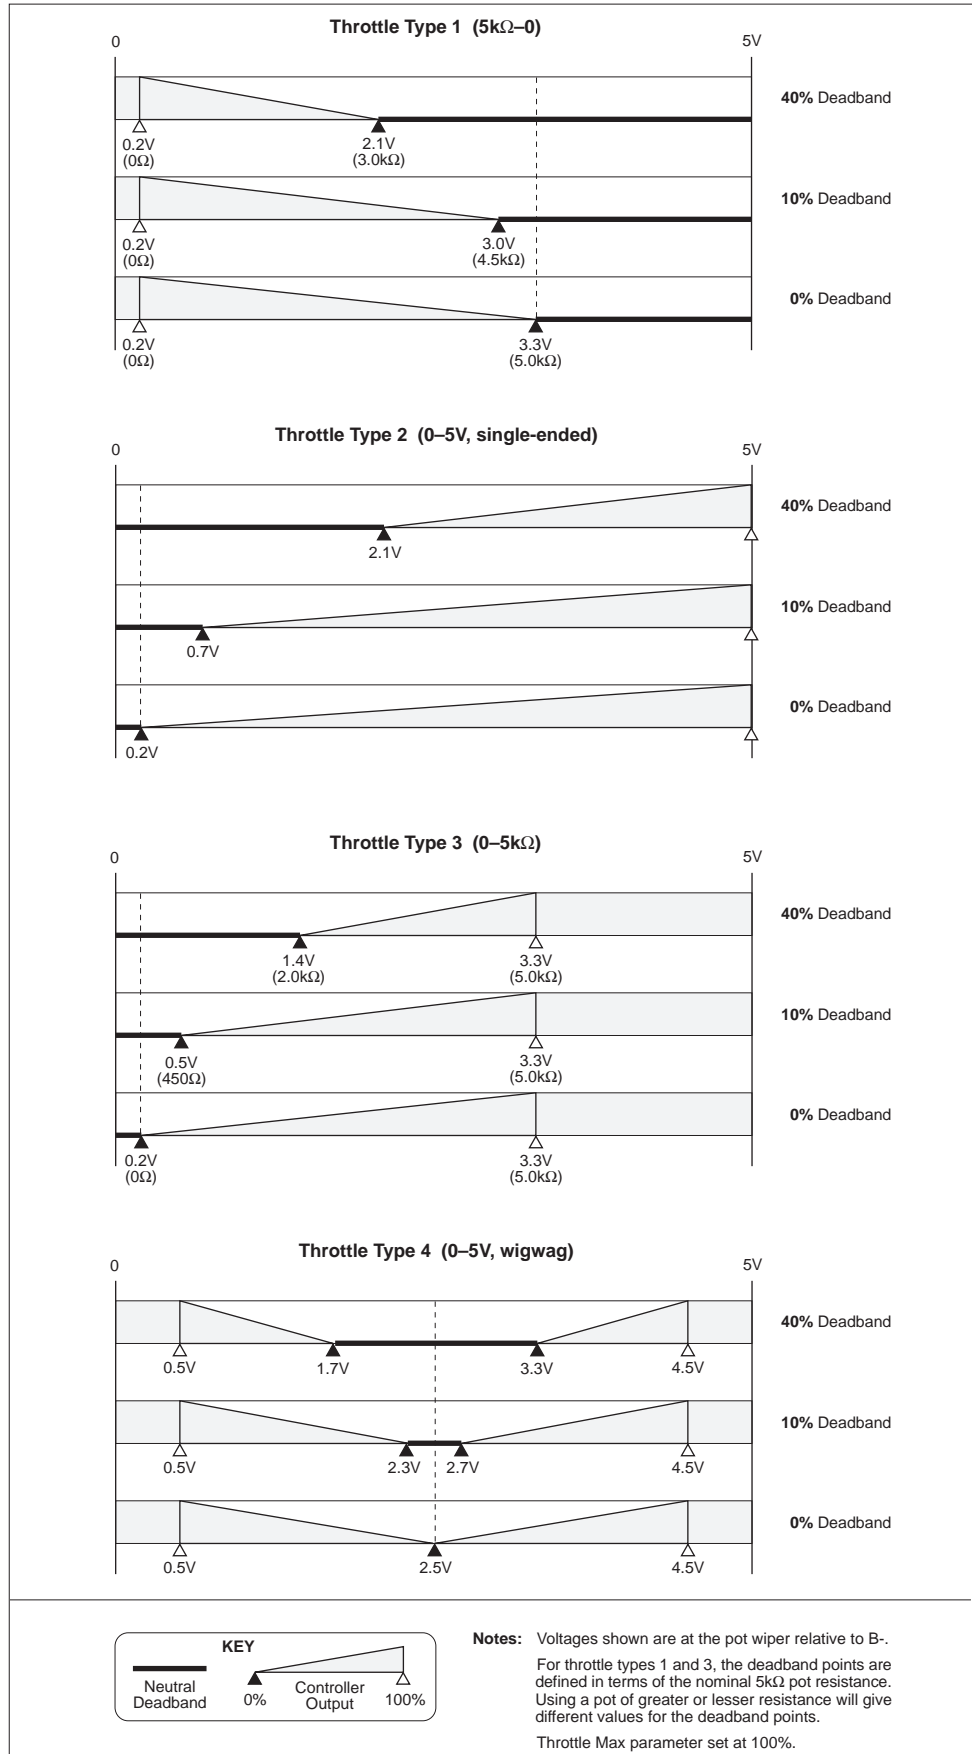 Throttle Type 1 (5kΩ–0)
0
5V
40% Deadband
0.2V
(0Ω)
2.1V
(3.0kΩ)
10% Deadband
0.2V
(0Ω)
3.0V
(4.5kΩ)
0% Deadband
0.2V
(0Ω)
3.3V
(5.0kΩ)
Throttle Type 2 (0–5V, single-ended)
0
5V
40% Deadband
2.1V
10% Deadband
0.7V
0% Deadband
0.2V
Throttle Type 3 (0–5kΩ)
0
5V
40% Deadband
1.4V
(2.0kΩ)
3.3V
(5.0kΩ)
10% Deadband
0.5V
(450Ω)
3.3V
(5.0kΩ)
0% Deadband
0.2V
(0Ω)
3.3V
(5.0kΩ)
Throttle Type 4 (0–5V, wigwag)
0
5V
40% Deadband
0.5V
1.7V
3.3V
4.5V
10% Deadband
0.5V
2.3V
2.7V
4.5V
0% Deadband
0.5V
2.5V
4.5V
KEY
Neutral
Deadband
0%
Controller
Output
100%
Notes: Voltages shown are at the pot wiper relative to B-.
For throttle types 1 and 3, the deadband points are
defined in terms of the nominal 5kΩ pot resistance.
Using a pot of greater or lesser resistance will give
different values for the deadband points.
Throttle Max parameter set at 100%.